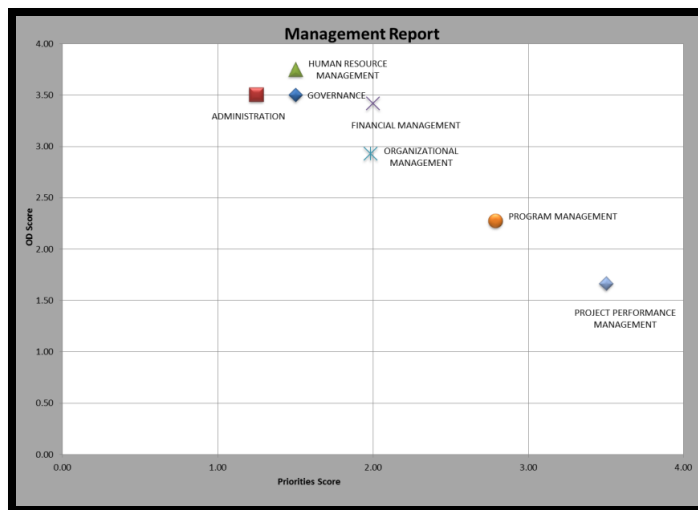 Management Report
4.00
3.50
3.00
2.50
2.00
1.50
1.00
0.50
0.00
OD Score
HUMAN RESOURCE
MANAGEMENT
GOVERNANCE
ADMINISTRATION
FINANCIAL MANAGEMENT
ORGANIZATIONAL
MANAGEMENT
PROGRAM MANAGEMENT
PROJECT PERFORMANCE
MANAGEMENT
0.00 1.00 2.00 3.00 4.00
Priorities Score